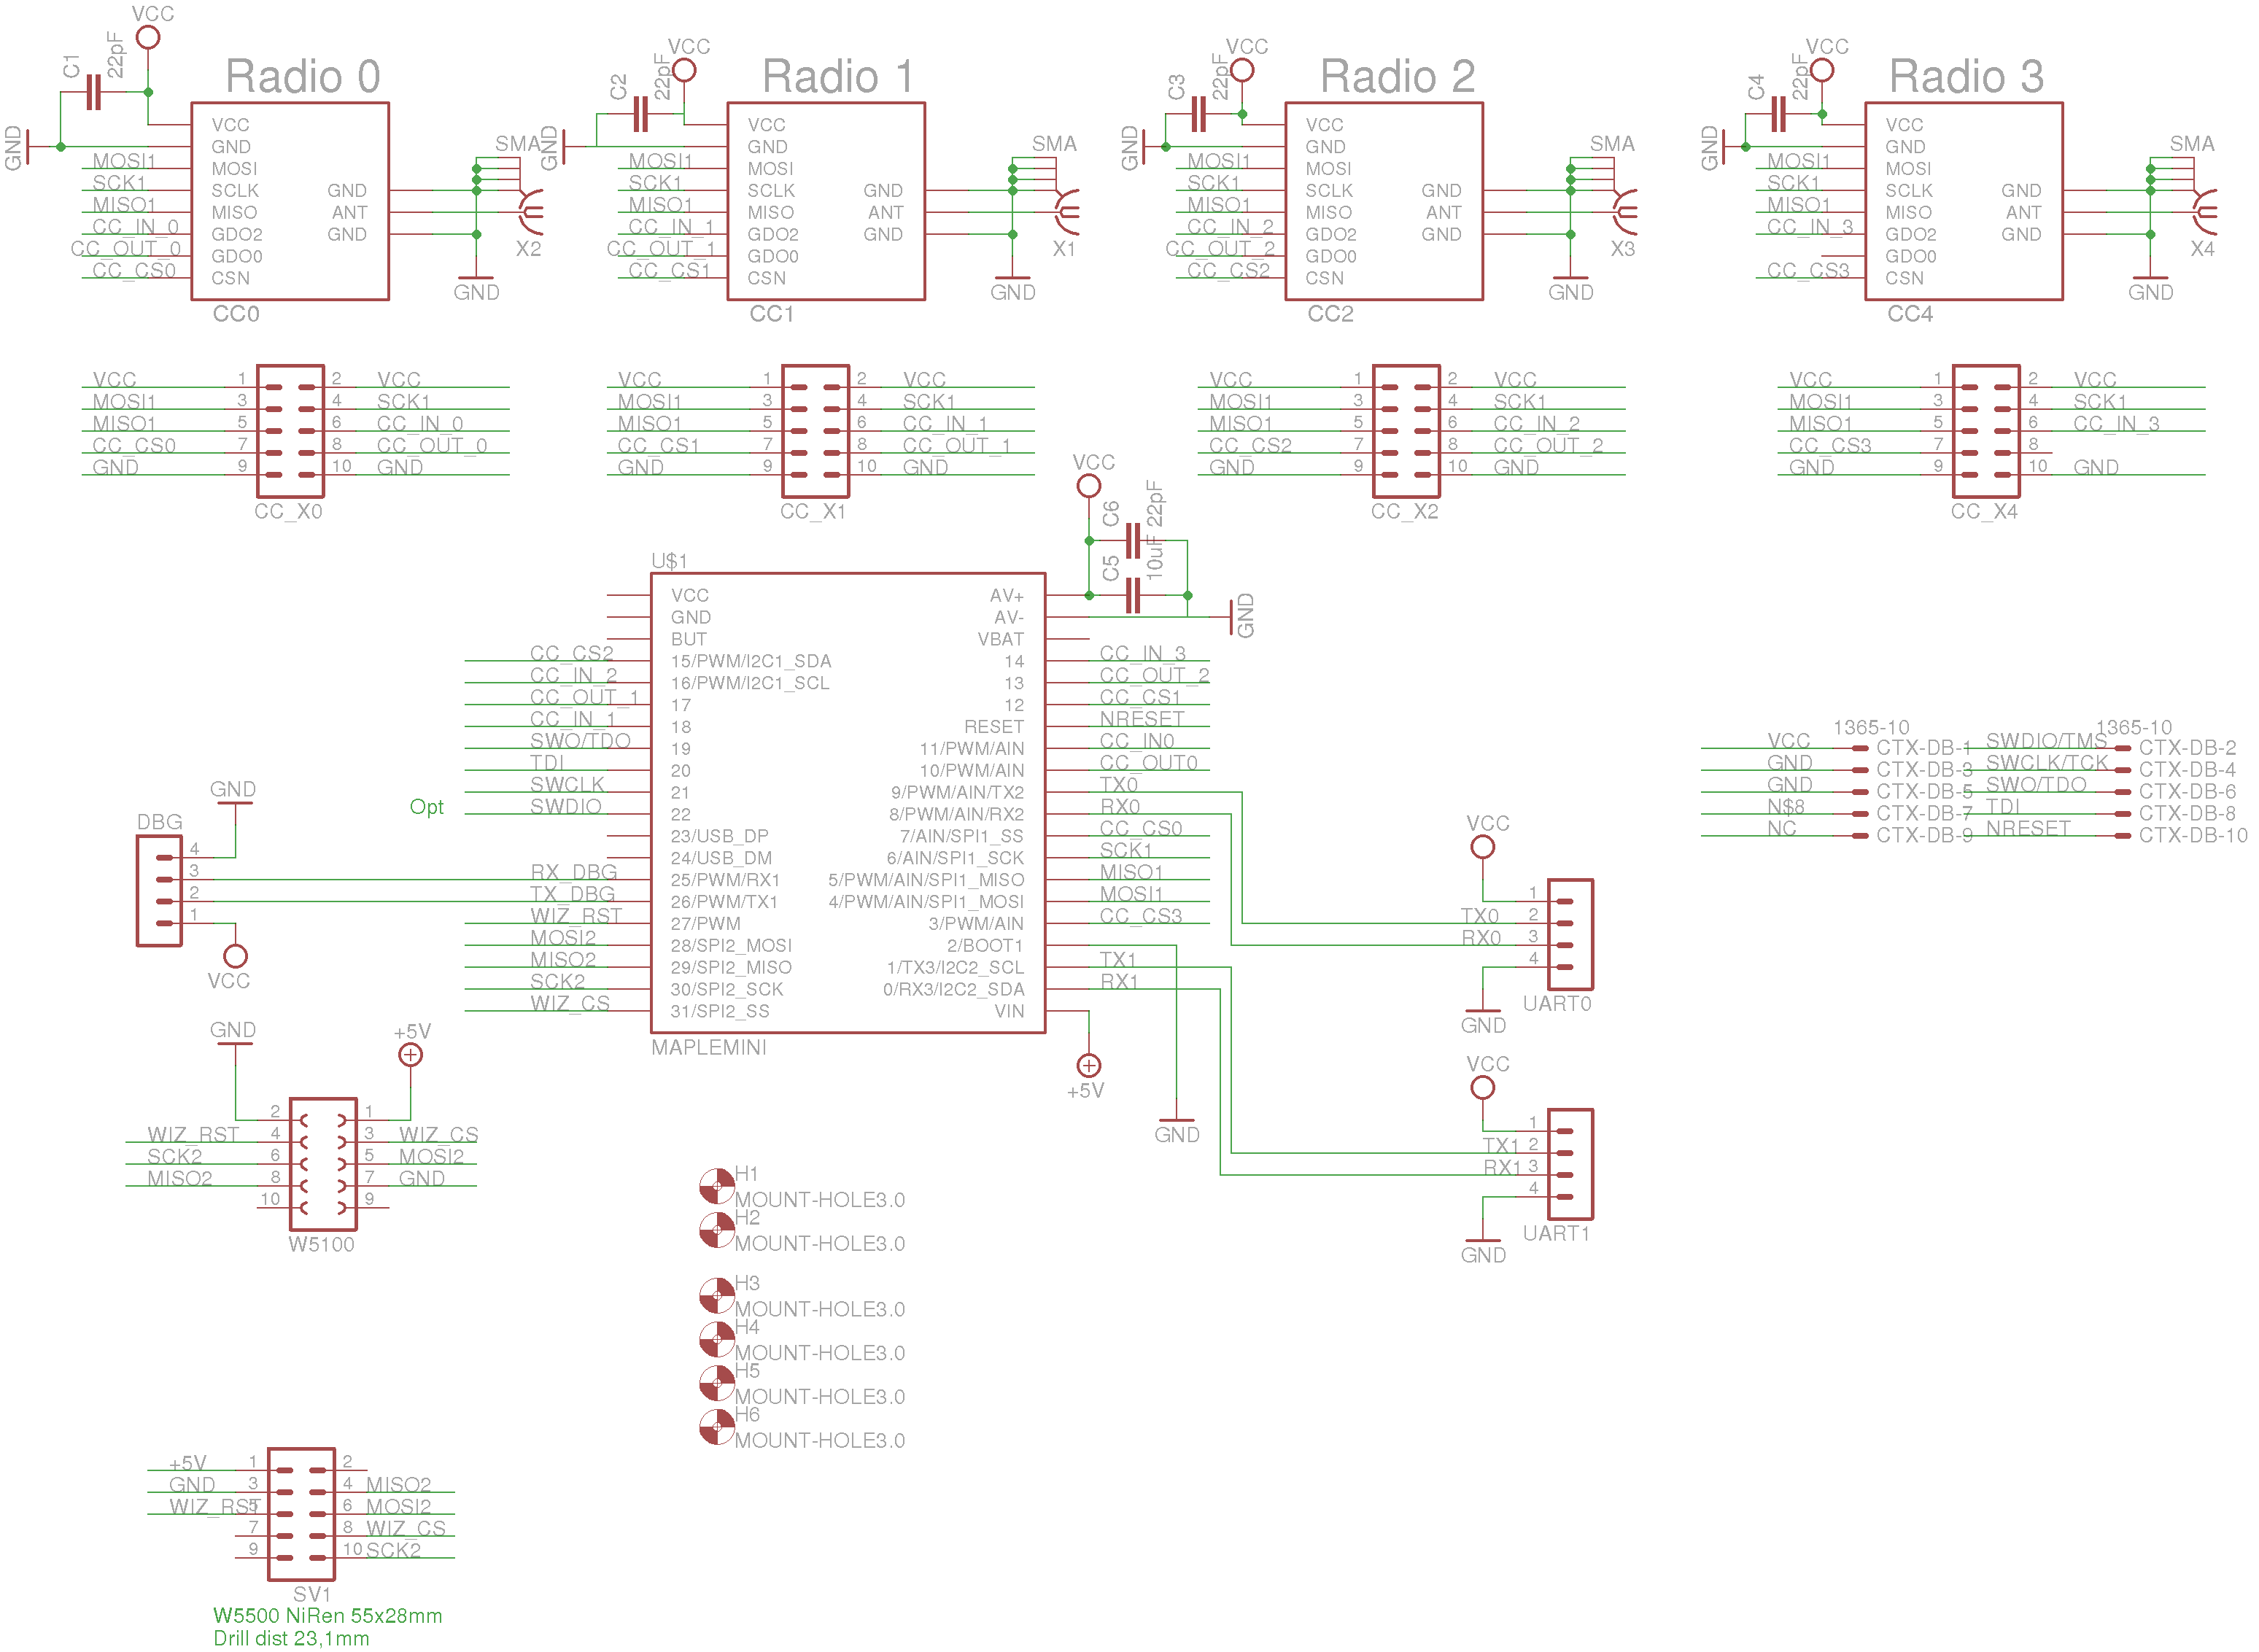 VCC
C1
22pF
Radio 0
GND
VCC
GND
MOSI
SCLK
MISO
GDO2
GDO0
CSN
GND
ANT
GND
MOSI1
SCK1
MISO1
CC_IN_0
CC_OUT_0
CC_CS0
CC0
SMA
X2
GND
VCC
C2
22pF
Radio 1
GND
VCC
GND
MOSI
SCLK
MISO
GDO2
GDO0
CSN
GND
ANT
GND
MOSI1
SCK1
MISO1
CC_IN_1
CC_OUT_1
CC_CS1
CC1
SMA
X1
GND
VCC
C3
22pF
Radio 2
GND
VCC
GND
MOSI
SCLK
MISO
GDO2
GDO0
CSN
GND
ANT
GND
MOSI1
SCK1
MISO1
CC_IN_2
CC_OUT_2
CC_CS2
CC2
SMA
X3
GND
VCC
C4
22pF
Radio 3
GND
VCC
GND
MOSI
SCLK
MISO
GDO2
GDO0
CSN
GND
ANT
GND
MOSI1
SCK1
MISO1
CC_IN_3
CC_CS3
CC4
SMA
X4
GND
VCC 1 2 VCC
MOSI1 3 4 SCK1
MISO1 5 6 CC_IN_0
CC_CS0 7 8 CC_OUT_0
GND 9 10 GND
CC_X0
VCC 1 2 VCC
MOSI1 3 4 SCK1
MISO1 5 6 CC_IN_1
CC_CS1 7 8 CC_OUT_1
GND 9 10 GND
CC_X1
VCC 1 2 VCC
MOSI1 3 4 SCK1
MISO1 5 6 CC_IN_2
CC_CS2 7 8 CC_OUT_2
GND 9 10 GND
CC_X2
VCC 1 2 VCC
MOSI1 3 4 SCK1
MISO1 5 6 CC_IN_3
CC_CS3 7 8
GND 9 10 GND
CC_X4
VCC
C6
22pF
C5
10uF
GND
U$1
VCC AV+
GND AV-
BUT VBAT
CC_CS2 15/PWM/I2C1_SDA 14 CC_IN_3
CC_IN_2 16/PWM/I2C1_SCL 13 CC_OUT_2
CC_OUT_1 17 12 CC_CS1
CC_IN_1 18 RESET NRESET
SWO/TDO 19 11/PWM/AIN CC_IN0
TDI 20 10/PWM/AIN CC_OUT0
SWCLK 21 9/PWM/AIN/TX2 TX0
Opt SWDIO 22 8/PWM/AIN/RX2 RX0
23/USB_DP 7/AIN/SPI1_SS CC_CS0
24/USB_DM 6/AIN/SPI1_SCK SCK1
RX_DBG 25/PWM/RX1 5/PWM/AIN/SPI1_MISO MISO1
TX_DBG 26/PWM/TX1 4/PWM/AIN/SPI1_MOSI MOSI1
WIZ_RST 27/PWM 3/PWM/AIN CC_CS3
MOSI2 28/SPI2_MOSI 2/BOOT1
MISO2 29/SPI2_MISO 1/TX3/I2C2_SCL TX1
SCK2 30/SPI2_SCK 0/RX3/I2C2_SDA RX1
WIZ_CS 31/SPI2_SS VIN
MAPLEMINI
+5V
GND
GND
DBG
4
3
2
1
VCC
1365-10 1365-10
VCC CTX-DB-1 SWDIO/TMS CTX-DB-2
GND CTX-DB-3 SWCLK/TCK CTX-DB-4
GND CTX-DB-5 SWO/TDO CTX-DB-6
N$8 CTX-DB-7 TDI CTX-DB-8
NC CTX-DB-9 NRESET CTX-DB-10
VCC
1
TX0 2
RX0 3
4
UART0
GND
VCC
1
TX1 2
RX1 3
4
UART1
GND
GND
+5V
2 1
WIZ_RST 4 3 WIZ_CS
SCK2 6 5 MOSI2
MISO2 8 7 GND
10 9
W5100
H1
MOUNT-HOLE3.0
H2
MOUNT-HOLE3.0
H3
MOUNT-HOLE3.0
H4
MOUNT-HOLE3.0
H5
MOUNT-HOLE3.0
H6
MOUNT-HOLE3.0
+5V 1 2
GND 3 4 MISO2
WIZ_RST 5 6 MOSI2
7 8 WIZ_CS
9 10 SCK2
SV1
W5500 NiRen 55x28mm
Drill dist 23,1mm